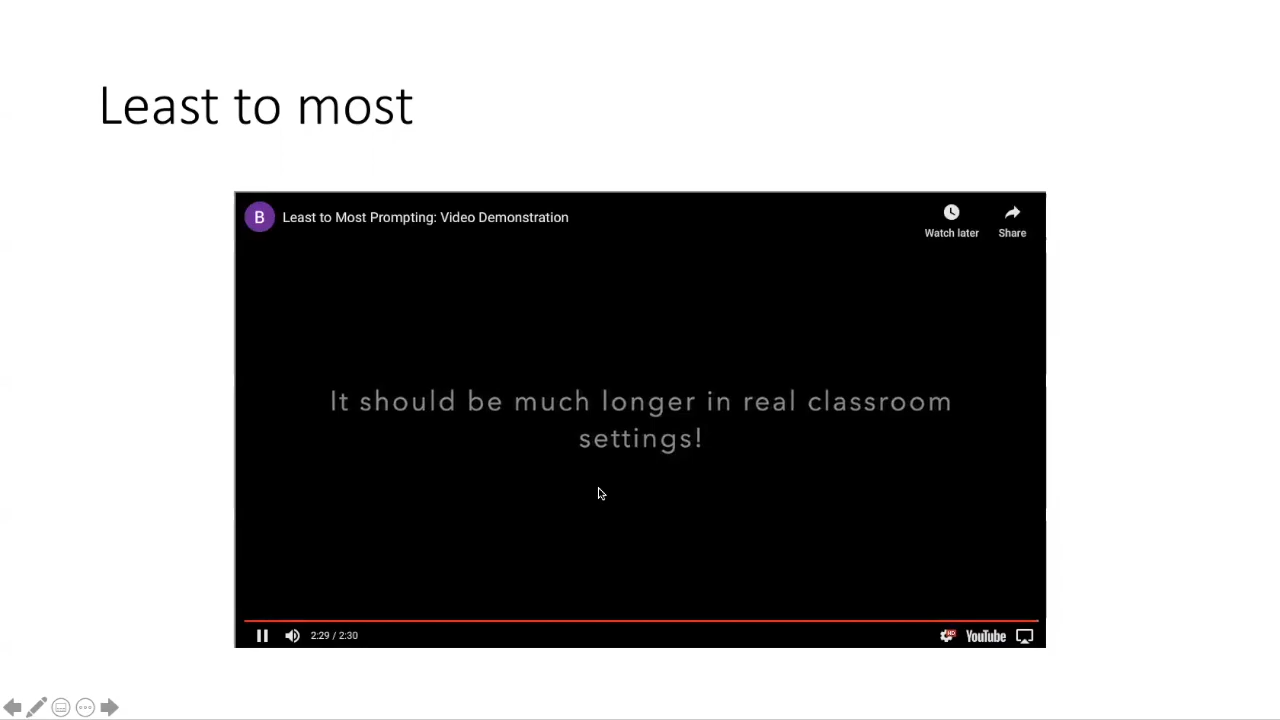 Least to most
B
Least to Most Prompting: Video Demonstration
Watch later
Share
It should be much longer in real classroom
settings!
2:29 / 2:30
HD
YouTube